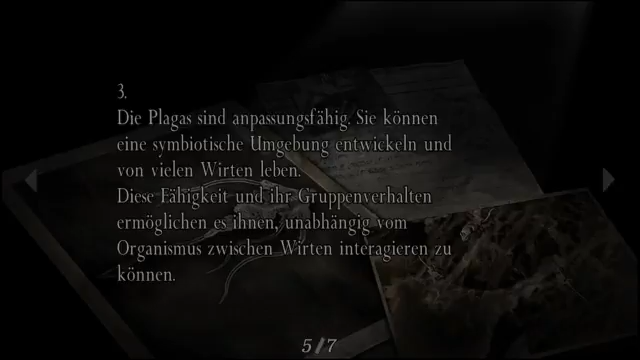 3.
Die Plagas sind anpassungsfähig. Sie können
eine symbiotische Umgebung entwickeln und
von vielen Wirten leben.
Diese Fähigkeit und ihr Gruppenverhalten
ermöglichen es ihnen, unabhängig vom
Organismus zwischen Wirten interagieren zu
können.
5/7